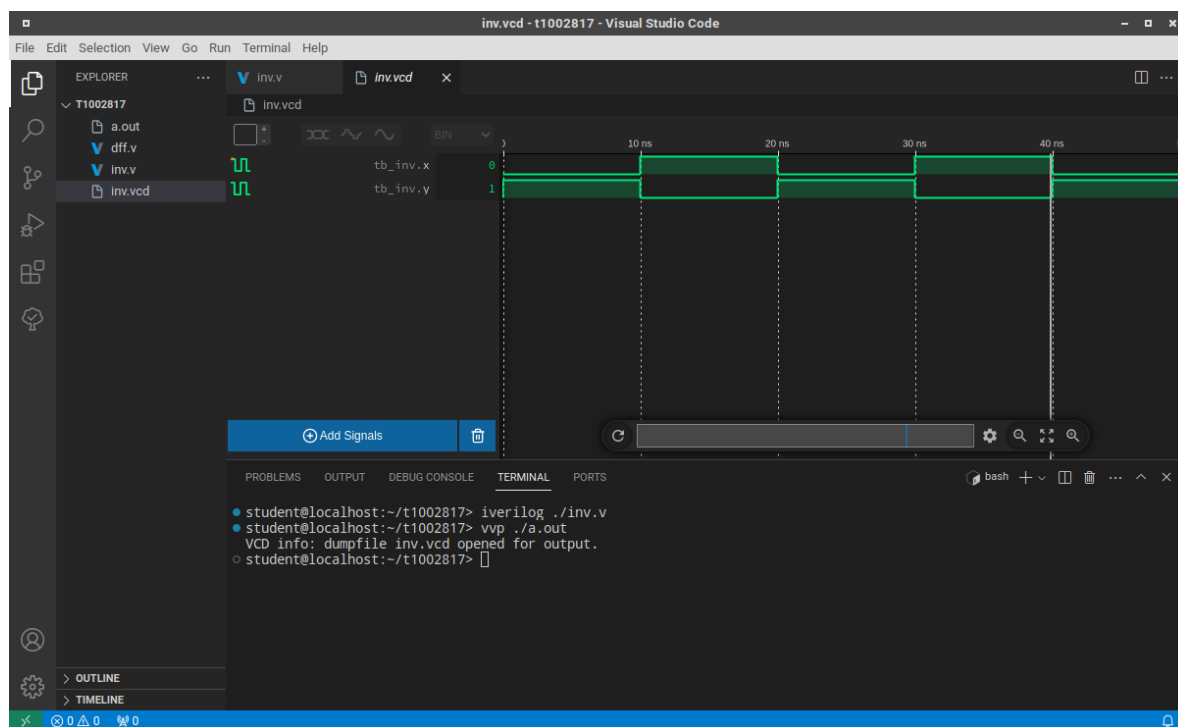 inv.vcd - t1002817 - Visual Studio Code
File Edit Selection View Go Run Terminal Help
EXPLORER
inv.v
inv.vcd
T1002817
inv.vcd
a.out
dff.v
inv.v
inv.vcd
BIN
10 ns 20 ns 30 ns 40 ns
tb_inv.x 0
tb_inv.y 1
Add Signals
PROBLEMS OUTPUT DEBUG CONSOLE TERMINAL PORTS
bash
student@localhost:~/t1002817> iverilog ./inv.v
student@localhost:~/t1002817> vvp ./a.out
VCD info: dumpfile inv.vcd opened for output.
student@localhost:~/t1002817>
OUTLINE
TIMELINE
0 0 0